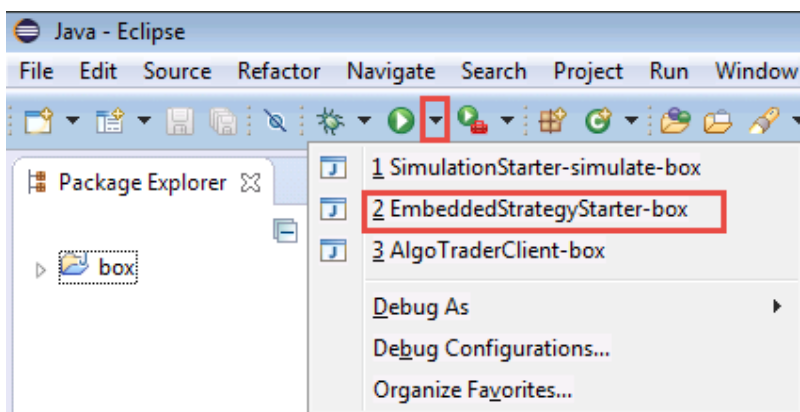 Java - Eclipse
File Edit Source Refactor Navigate Search Project Run Window
Package Explorer
box
1 SimulationStarter-simulate-box
2 EmbeddedStrategyStarter-box
3 AlgoTraderClient-box
Debug As
Debug Configurations...
Organize Favorites...